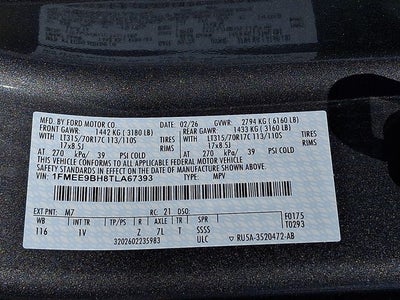 MFD. BY FORD MOTOR CO.
DATE: 02/26 GVWR: 2794 KG ( 6160 LB)
FRONT GAWR: 1442 KG ( 3180 LB) REAR GAWR: 1433 KG ( 3160 LB)
WITH WITH
LT315/70R17C 113/110S TIRES LT315/70R17C 113/110S TIRES
17x8.5J RIMS 17x8.5J RIMS
AT 270 kPa/ 39 PSI COLD AT 270 kPa/ 39 PSI COLD
THIS VEHICLE CONFORMS TO ALL APPLICABLE FEDERAL MOTOR VEHICLE
SAFETY STANDARDS IN EFFECT ON THE DATE OF MANUFACTURE SHOWN ABOVE.
VIN: 1FMEE9BH8TLA67393
TYPE: MPV
EXT PNT: M7 RC: 21 DSO:
WB INT TR TP/PS R AXLE TR SPR
116 1V Z 7L T SSSS
F0175
T0293
3202602235983 ULC
RU5A-3520472-AB